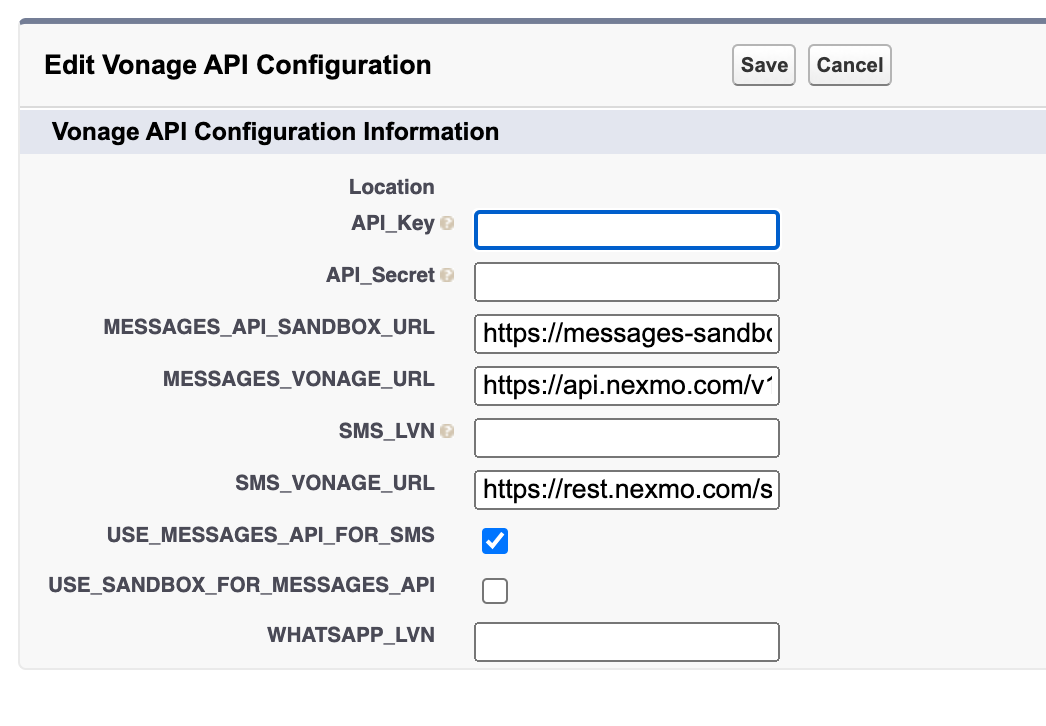 Edit Vonage API Configuration
Save
Cancel
Vonage API Configuration Information
Location
API_Key ?
API_Secret ?
MESSAGES_API_SANDBOX_URL https://messages-sandbo
MESSAGES_VONAGE_URL https://api.nexmo.com/v1
SMS_LVN ?
SMS_VONAGE_URL https://rest.nexmo.com/s
USE_MESSAGES_API_FOR_SMS
USE_SANDBOX_FOR_MESSAGES_API
WHATSAPP_LVN